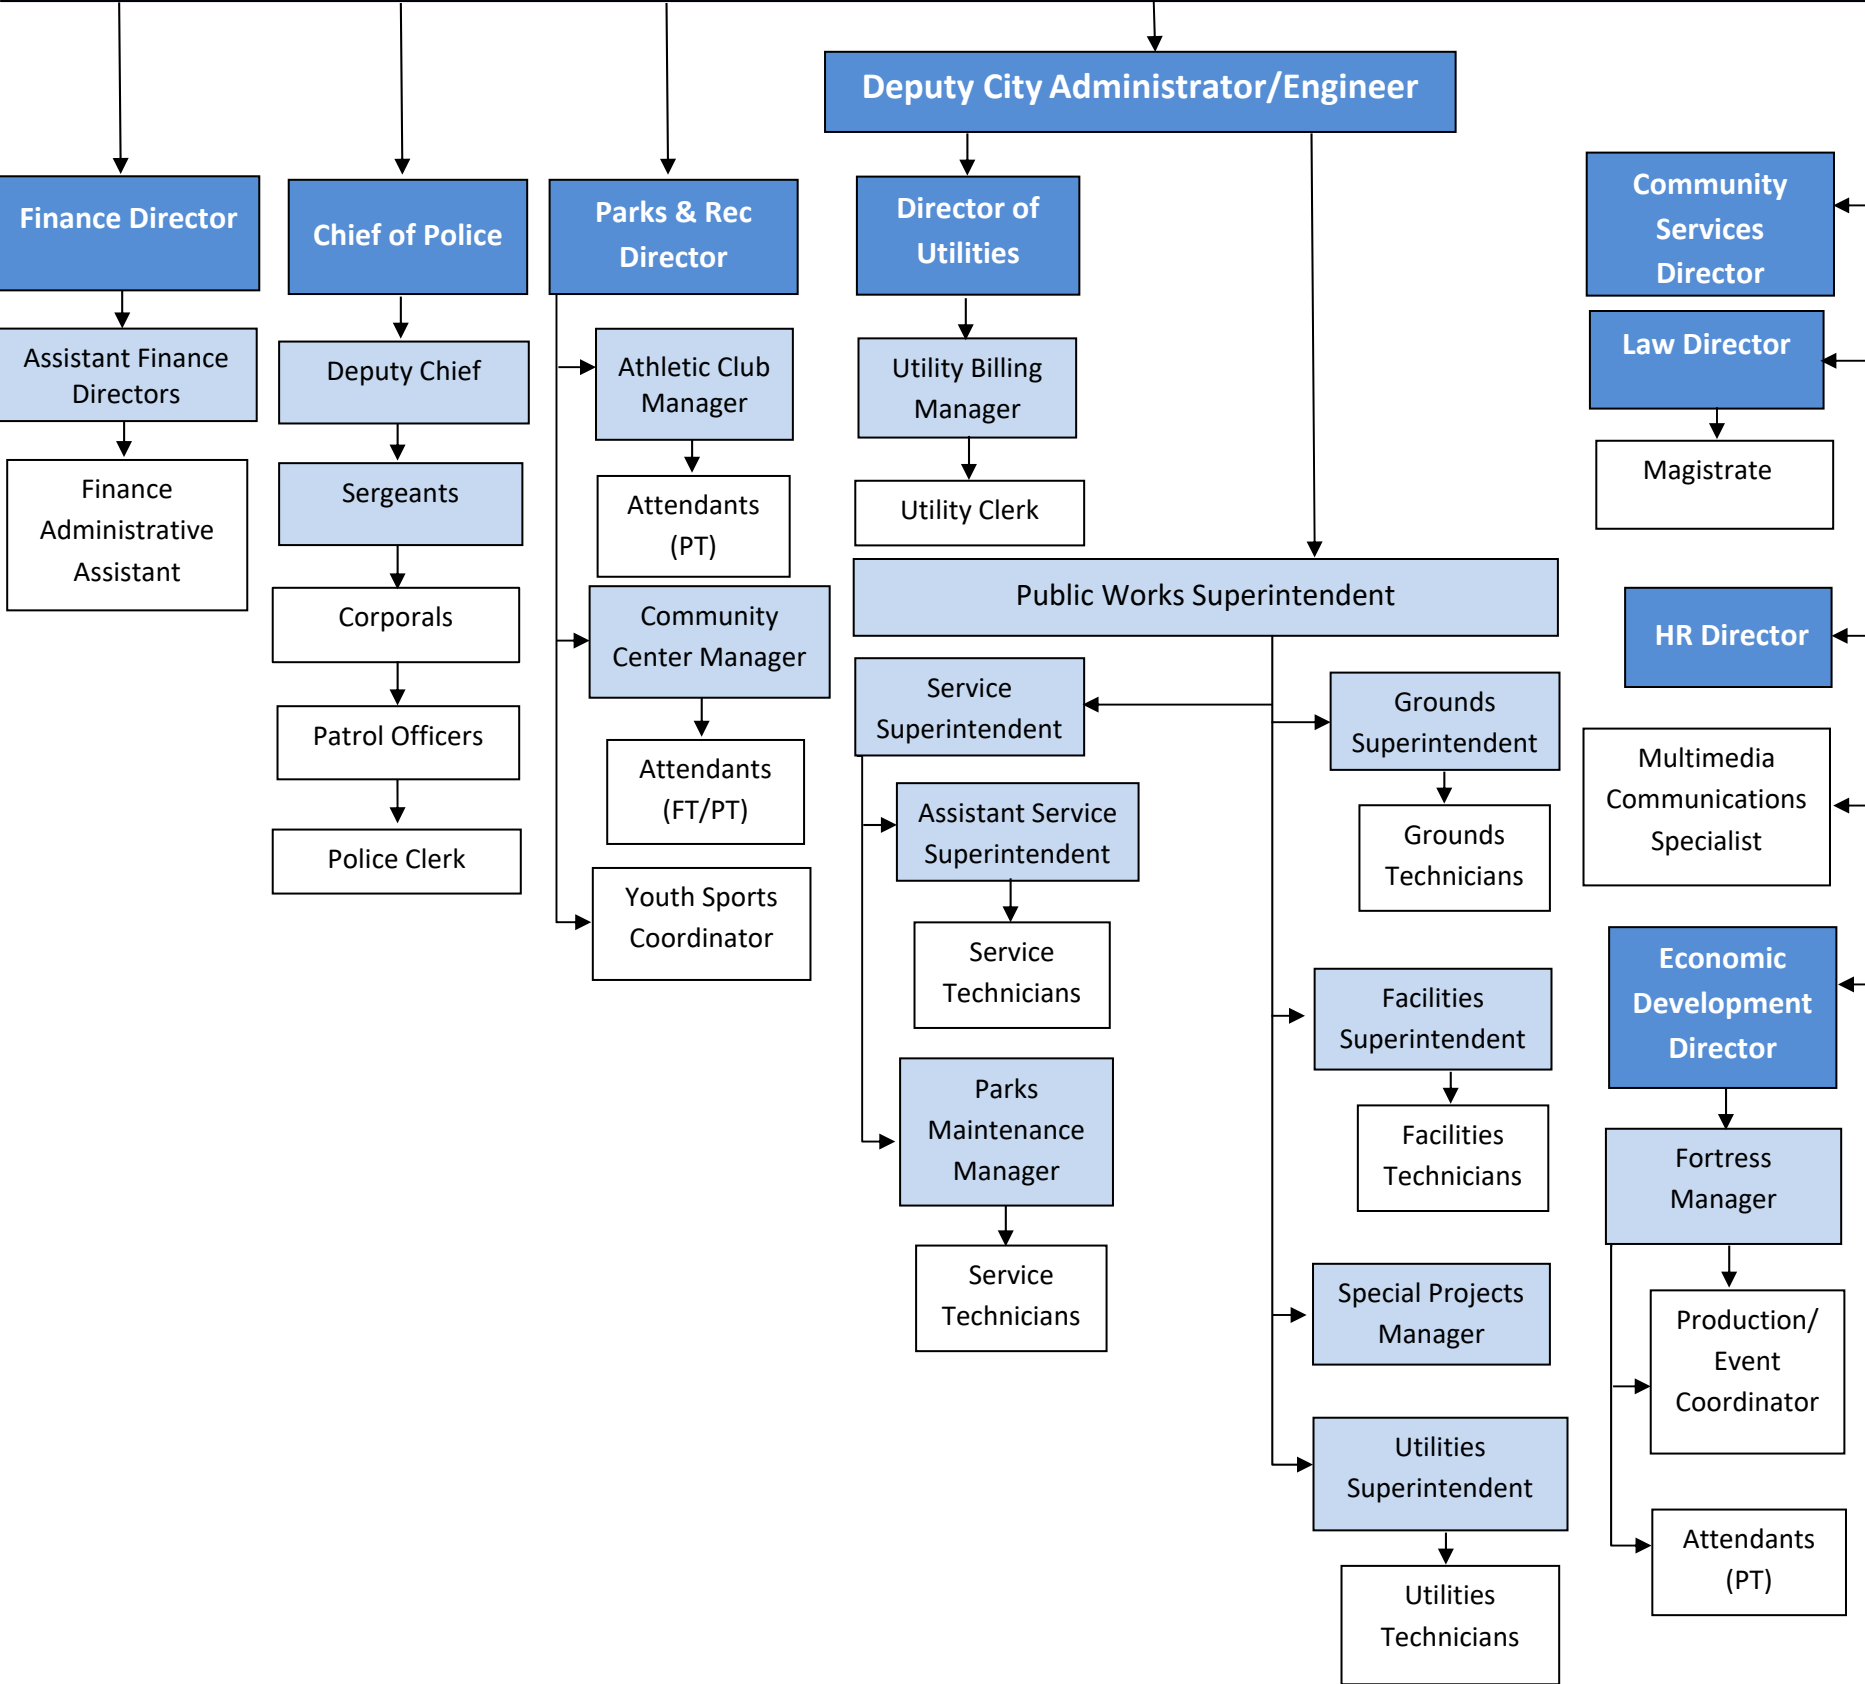 Deputy City Administrator/Engineer
Finance Director
Chief of Police
Parks & Rec
Director
Director of
Utilities
Community
Services
Director
Assistant Finance
Directors
Deputy Chief
Athletic Club
Manager
Utility Billing
Manager
Law Director
Finance
Administrative
Assistant
Sergeants
Attendants
(PT)
Utility Clerk
Magistrate
Corporals
Community
Center Manager
Public Works Superintendent
HR Director
Patrol Officers
Attendants
(FT/PT)
Service
Superintendent
Grounds
Superintendent
Multimedia
Communications
Specialist
Police Clerk
Youth Sports
Coordinator
Assistant Service
Superintendent
Grounds
Technicians
Service
Technicians
Facilities
Superintendent
Economic
Development
Director
Parks
Maintenance
Manager
Facilities
Technicians
Fortress
Manager
Service
Technicians
Special Projects
Manager
Production/
Event
Coordinator
Utilities
Superintendent
Attendants
(PT)
Utilities
Technicians